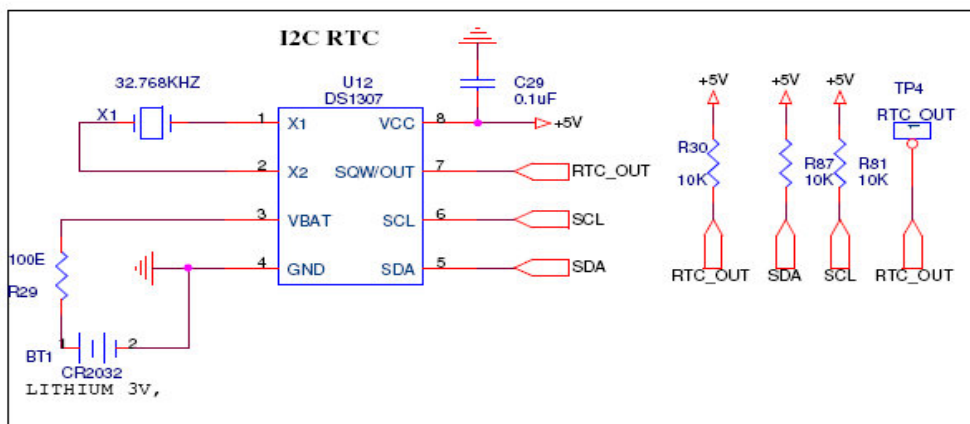 I2C RTC
32.768KHZ
X1
U12
DS1307
C29
0.1uF
+5V
1 X1 VCC 8
2 X2 SQW/OUT 7 RTC_OUT
3 VBAT SCL 6 SCL
4 GND SDA 5 SDA
100E
R29
BT1
1 2
CR2032
LITHIUM 3V,
+5V +5V +5V TP4
RTC_OUT
1
R30 R87 R81
10K 10K 10K
RTC_OUT SDA SCL RTC_OUT